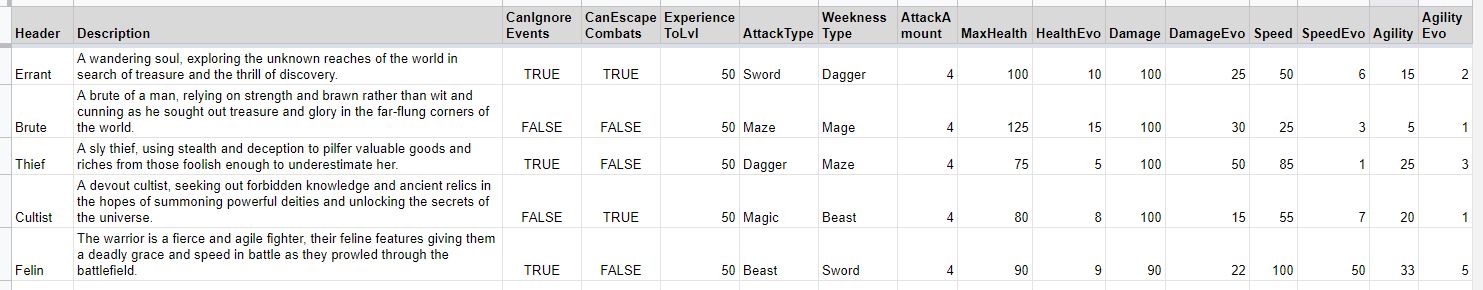 Header Description CanIgnore Events CanEscape Combats Experience ToLvl AttackType Weekness Type AttackA mount MaxHealth HealthEvo Damage DamageEvo Speed SpeedEvo Agility Agility Evo
A wandering soul, exploring the unknown reaches of the world in
Errant search of treasure and the thrill of discovery. TRUE TRUE 50 Sword Dagger 4 100 10 100 25 50 6 15 2
A brute of a man, relying on strength and brawn rather than wit and
cunning as he sought out treasure and glory in the far-flung corners of
Brute the world. FALSE FALSE 50 Maze Mage 4 125 15 100 30 25 3 5 1
A sly thief, using stealth and deception to pilfer valuable goods and
Thief riches from those foolish enough to underestimate her. TRUE FALSE 50 Dagger Maze 4 75 5 100 50 85 1 25 3
A devout cultist, seeking out forbidden knowledge and ancient relics in
the hopes of summoning powerful deities and unlocking the secrets of
Cultist the universe. FALSE TRUE 50 Magic Beast 4 80 8 100 15 55 7 20 1
The warrior is a fierce and agile fighter, their feline features giving them
a deadly grace and speed in battle as they prowled through the
Felin battlefield. TRUE FALSE 50 Beast Sword 4 90 9 90 22 100 50 33 5